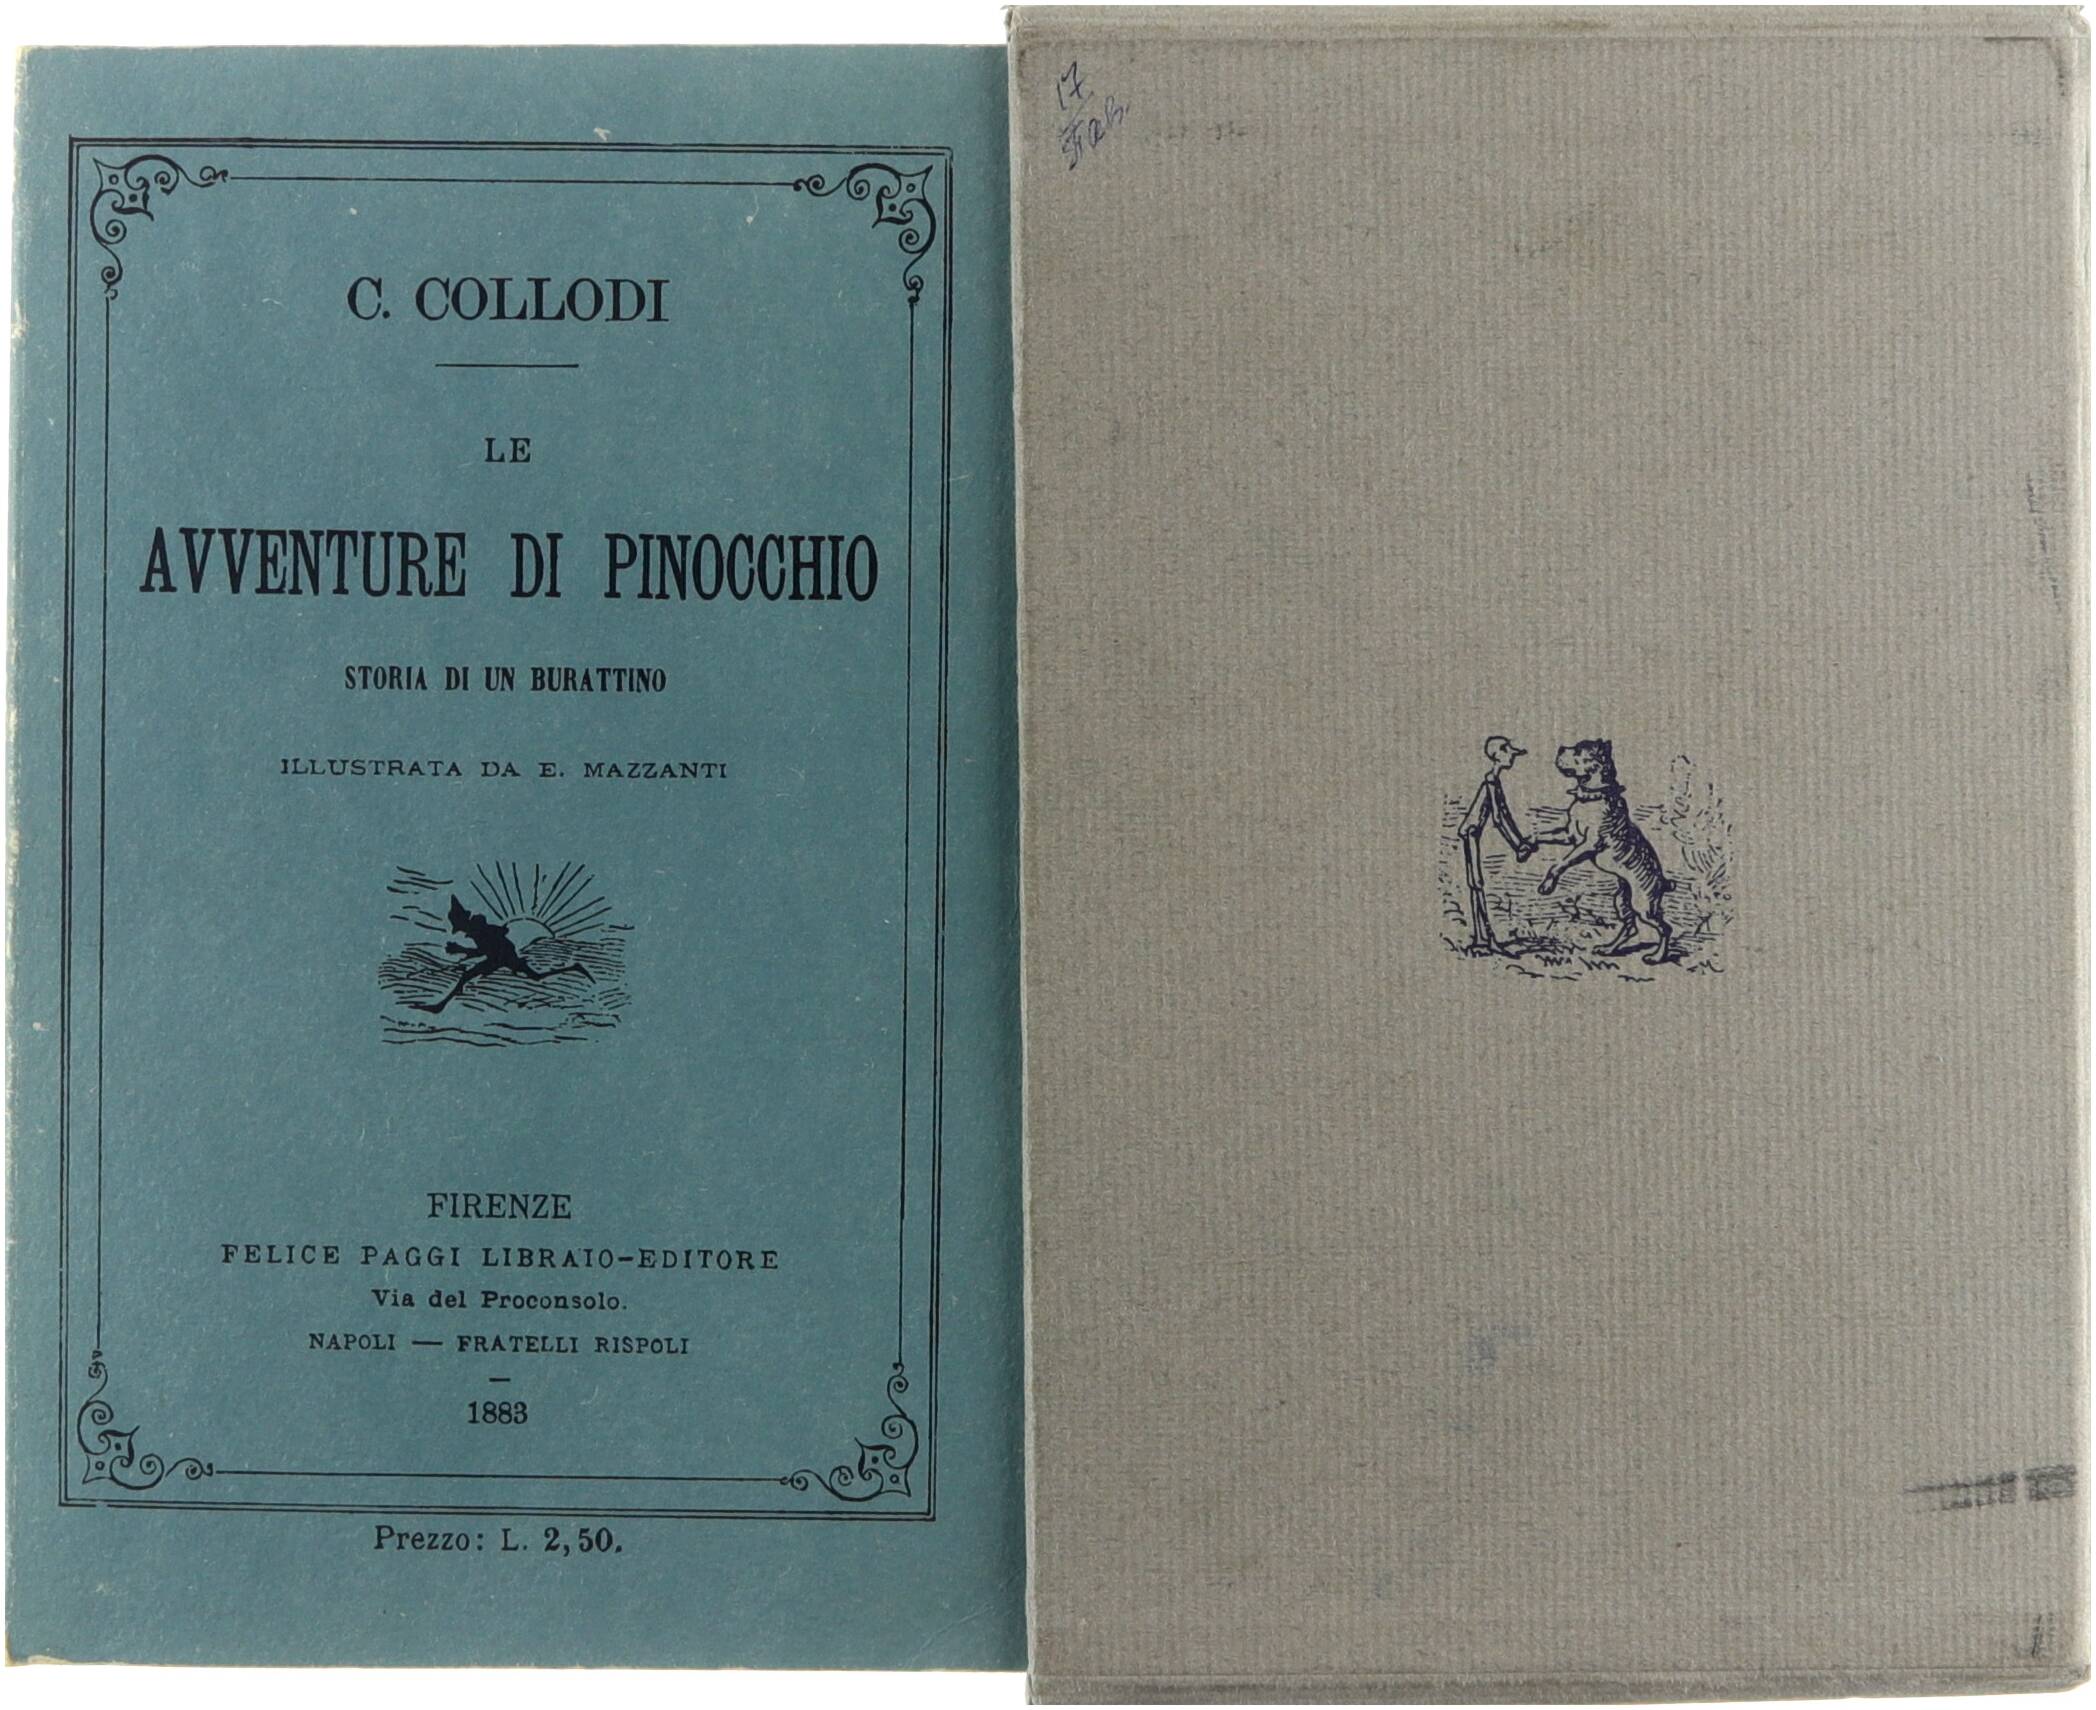 C. COLLODI
LE
AVVENTURE DI PINOCCHIO
STORIA DI UN BURATTINO
ILLUSTRATA DA E. MAZZANTI
FIRENZE
FELICE PAGGI LIBRAIO-EDITORE
Via del Proconsolo.
NAPOLI — FRATELLI RISPOLI
1883
Prezzo: L. 2,50.
17